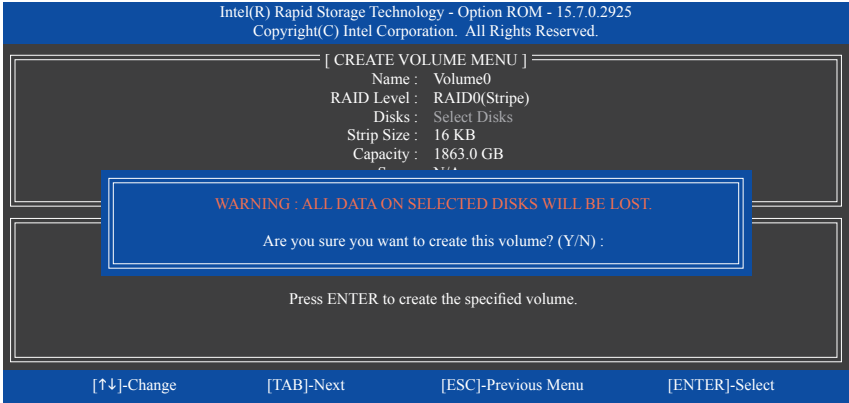 Intel(R) Rapid Storage Technology - Option ROM - 15.7.0.2925
Copyright(C) Intel Corporation. All Rights Reserved.
[ CREATE VOLUME MENU ]
Name : Volume0
RAID Level : RAID0(Stripe)
Disks : Select Disks
Strip Size : 16 KB
Capacity : 1863.0 GB
WARNING : ALL DATA ON SELECTED DISKS WILL BE LOST.
Are you sure you want to create this volume? (Y/N) :
Press ENTER to create the specified volume.
[↑↓]-Change [TAB]-Next [ESC]-Previous Menu [ENTER]-Select